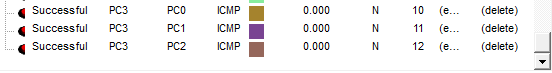 Successful PC3 PC0 ICMP 0.000 N 10 (e... (delete)
Successful PC3 PC1 ICMP 0.000 N 11 (e... (delete)
Successful PC3 PC2 ICMP 0.000 N 12 (e... (delete)